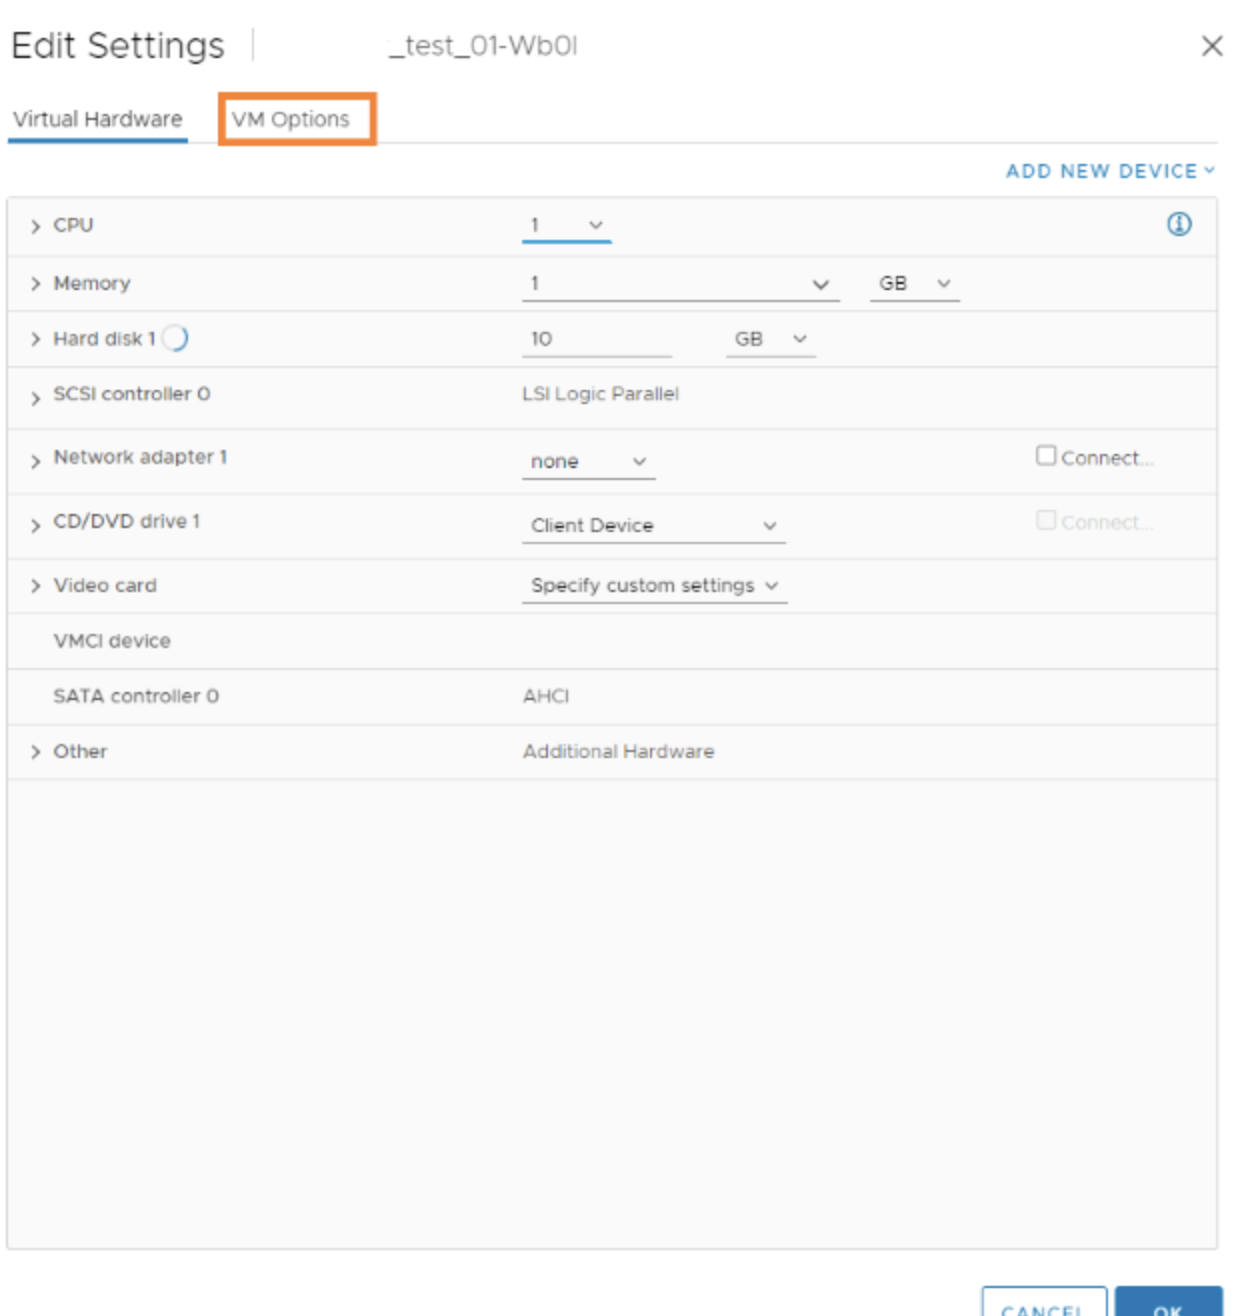 Edit Settings _test_01-Wb0l
Virtual Hardware VM Options
ADD NEW DEVICE
CPU 1
Memory 1 GB
Hard disk 1 10 GB
SCSI controller 0 LSI Logic Parallel
Network adapter 1 none Connect...
CD/DVD drive 1 Client Device Connect...
Video card Specify custom settings
VMCI device
SATA controller 0 AHCI
Other Additional Hardware
CANCEL OK